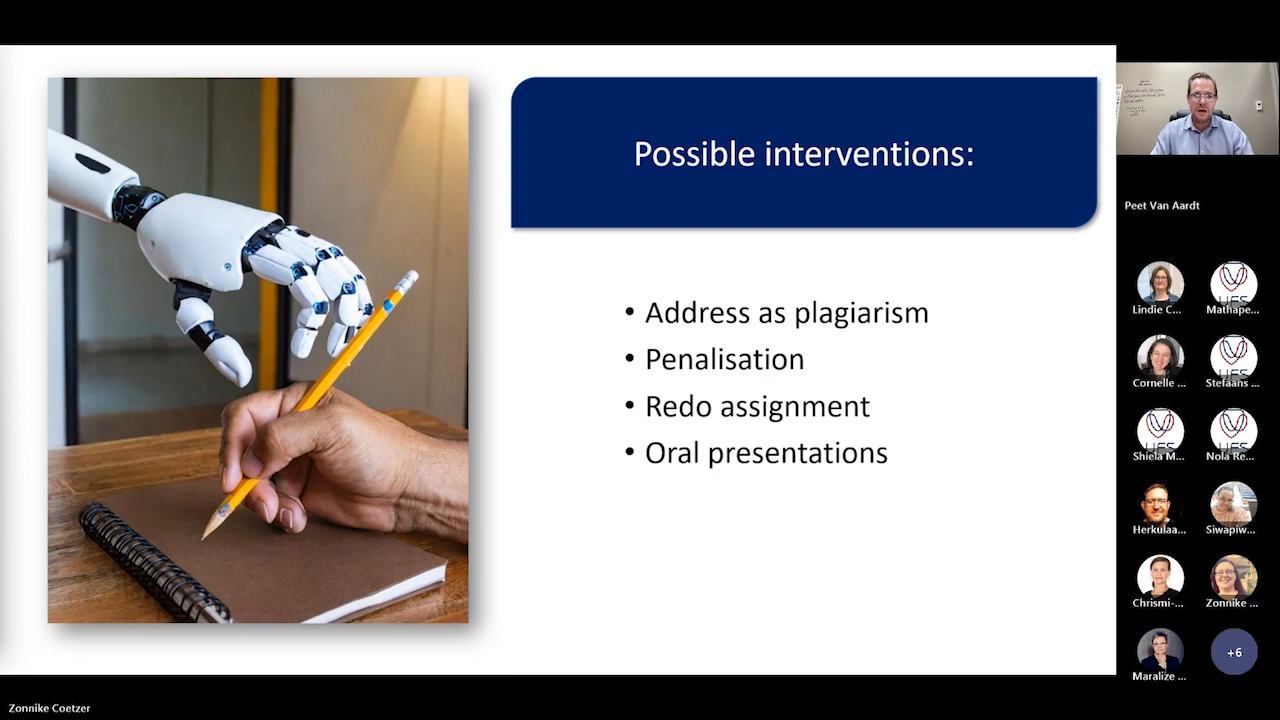 Possible interventions:
• Address as plagiarism
• Penalisation
• Redo assignment
• Oral presentations
Peet Van Aardt
Lindie C...
Mathape...
Cornelle ...
Stefaans ...
Shiela M...
Nola Re...
Herkulaa...
Siwapiw...
Chrismi-...
Zonnike ...
Maralize ...
+6
Zonnike Coetzer